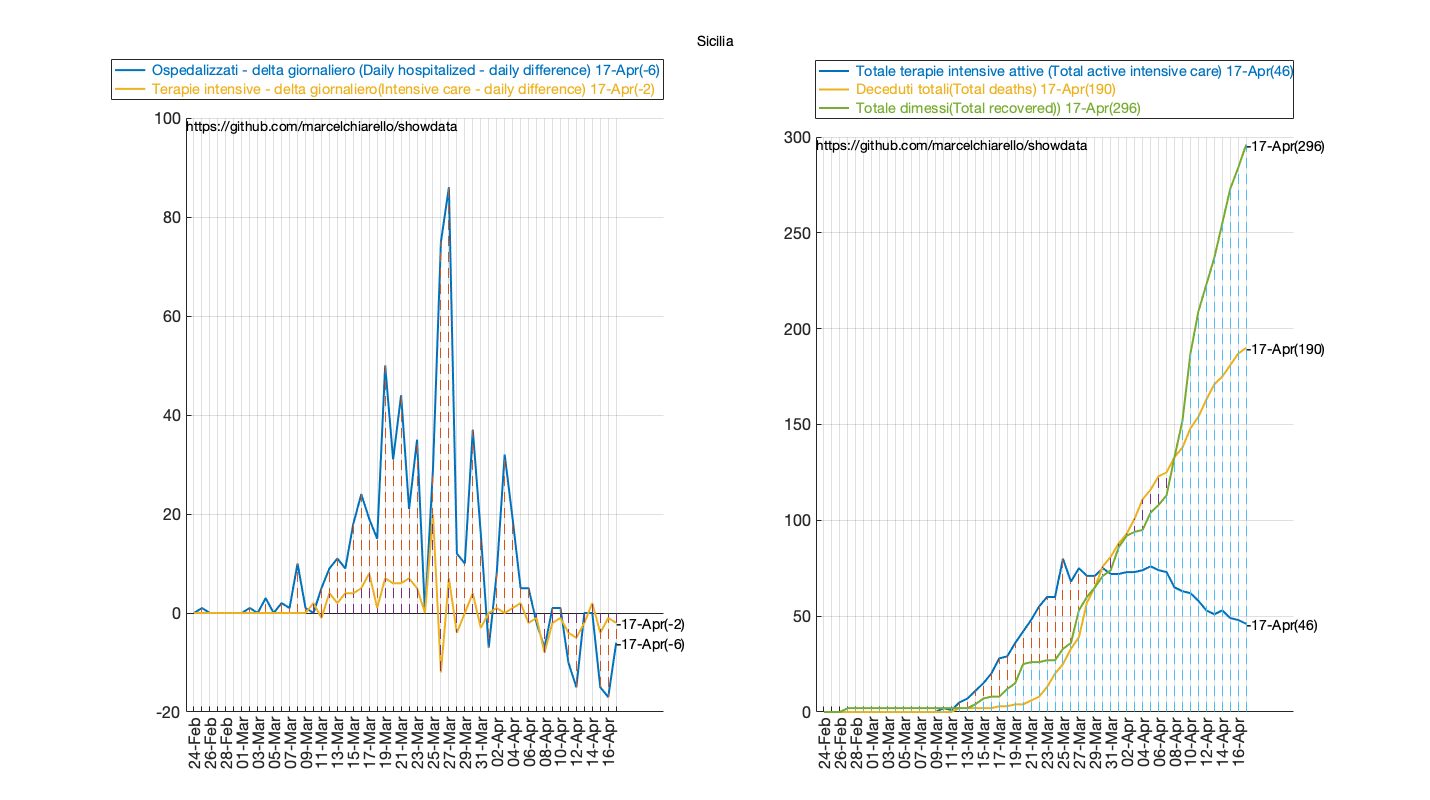 Sicilia
Ospedalizzati - delta giornaliero (Daily hospitalized - daily difference) 17-Apr(-6)
Terapie intensive - delta giornaliero(Intensive care - daily difference) 17-Apr(-2)
https://github.com/marcelchiarello/showdata
100
80
60
40
20
0
-20
-17-Apr(-2)
-17-Apr(-6)
24-Feb
26-Feb
28-Feb
01-Mar
03-Mar
05-Mar
07-Mar
09-Mar
11-Mar
13-Mar
15-Mar
17-Mar
19-Mar
21-Mar
23-Mar
25-Mar
27-Mar
29-Mar
31-Mar
02-Apr
04-Apr
06-Apr
08-Apr
10-Apr
12-Apr
14-Apr
16-Apr
Totale terapie intensive attive (Total active intensive care) 17-Apr(46)
Deceduti totali(Total deaths) 17-Apr(190)
Totale dimessi(Total recovered)) 17-Apr(296)
https://github.com/marcelchiarello/showdata
300
250
200
150
100
50
0
-17-Apr(296)
-17-Apr(190)
-17-Apr(46)
24-Feb
26-Feb
28-Feb
01-Mar
03-Mar
05-Mar
07-Mar
09-Mar
11-Mar
13-Mar
15-Mar
17-Mar
19-Mar
21-Mar
23-Mar
25-Mar
27-Mar
29-Mar
31-Mar
02-Apr
04-Apr
06-Apr
08-Apr
10-Apr
12-Apr
14-Apr
16-Apr